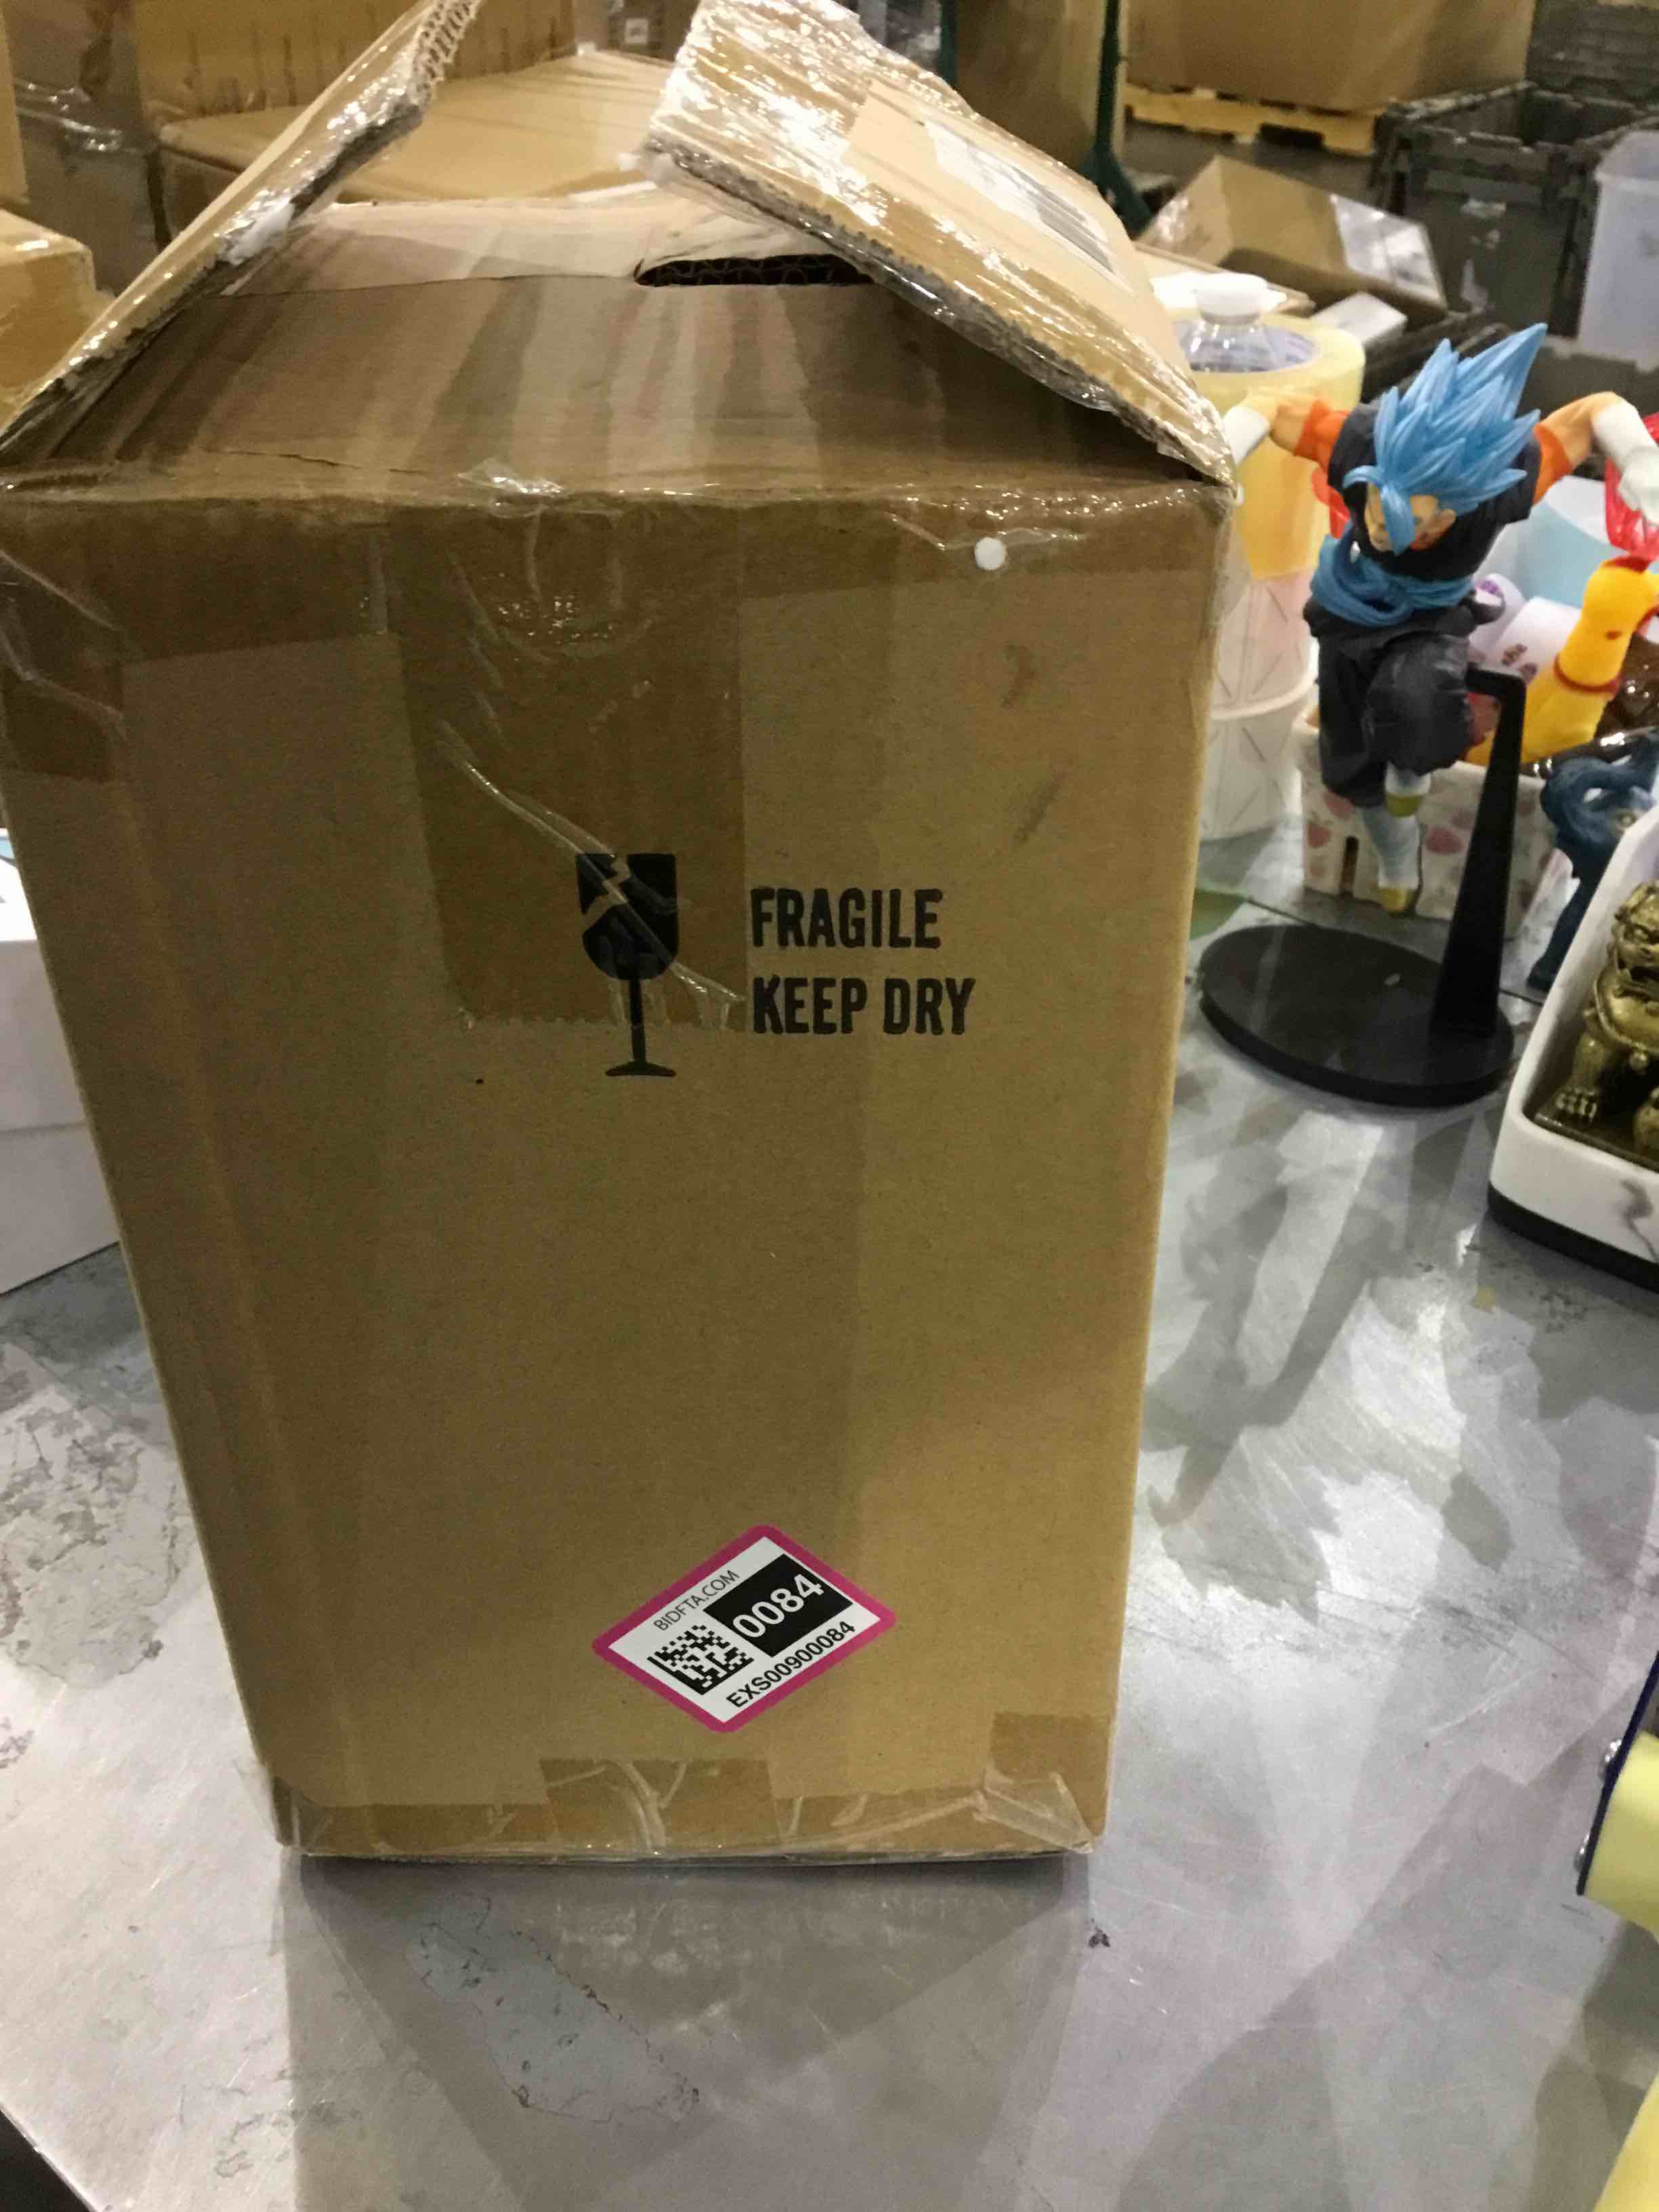 FRAGILE
KEEP DRY
BIDFTA.COM
0084
EXS00900084